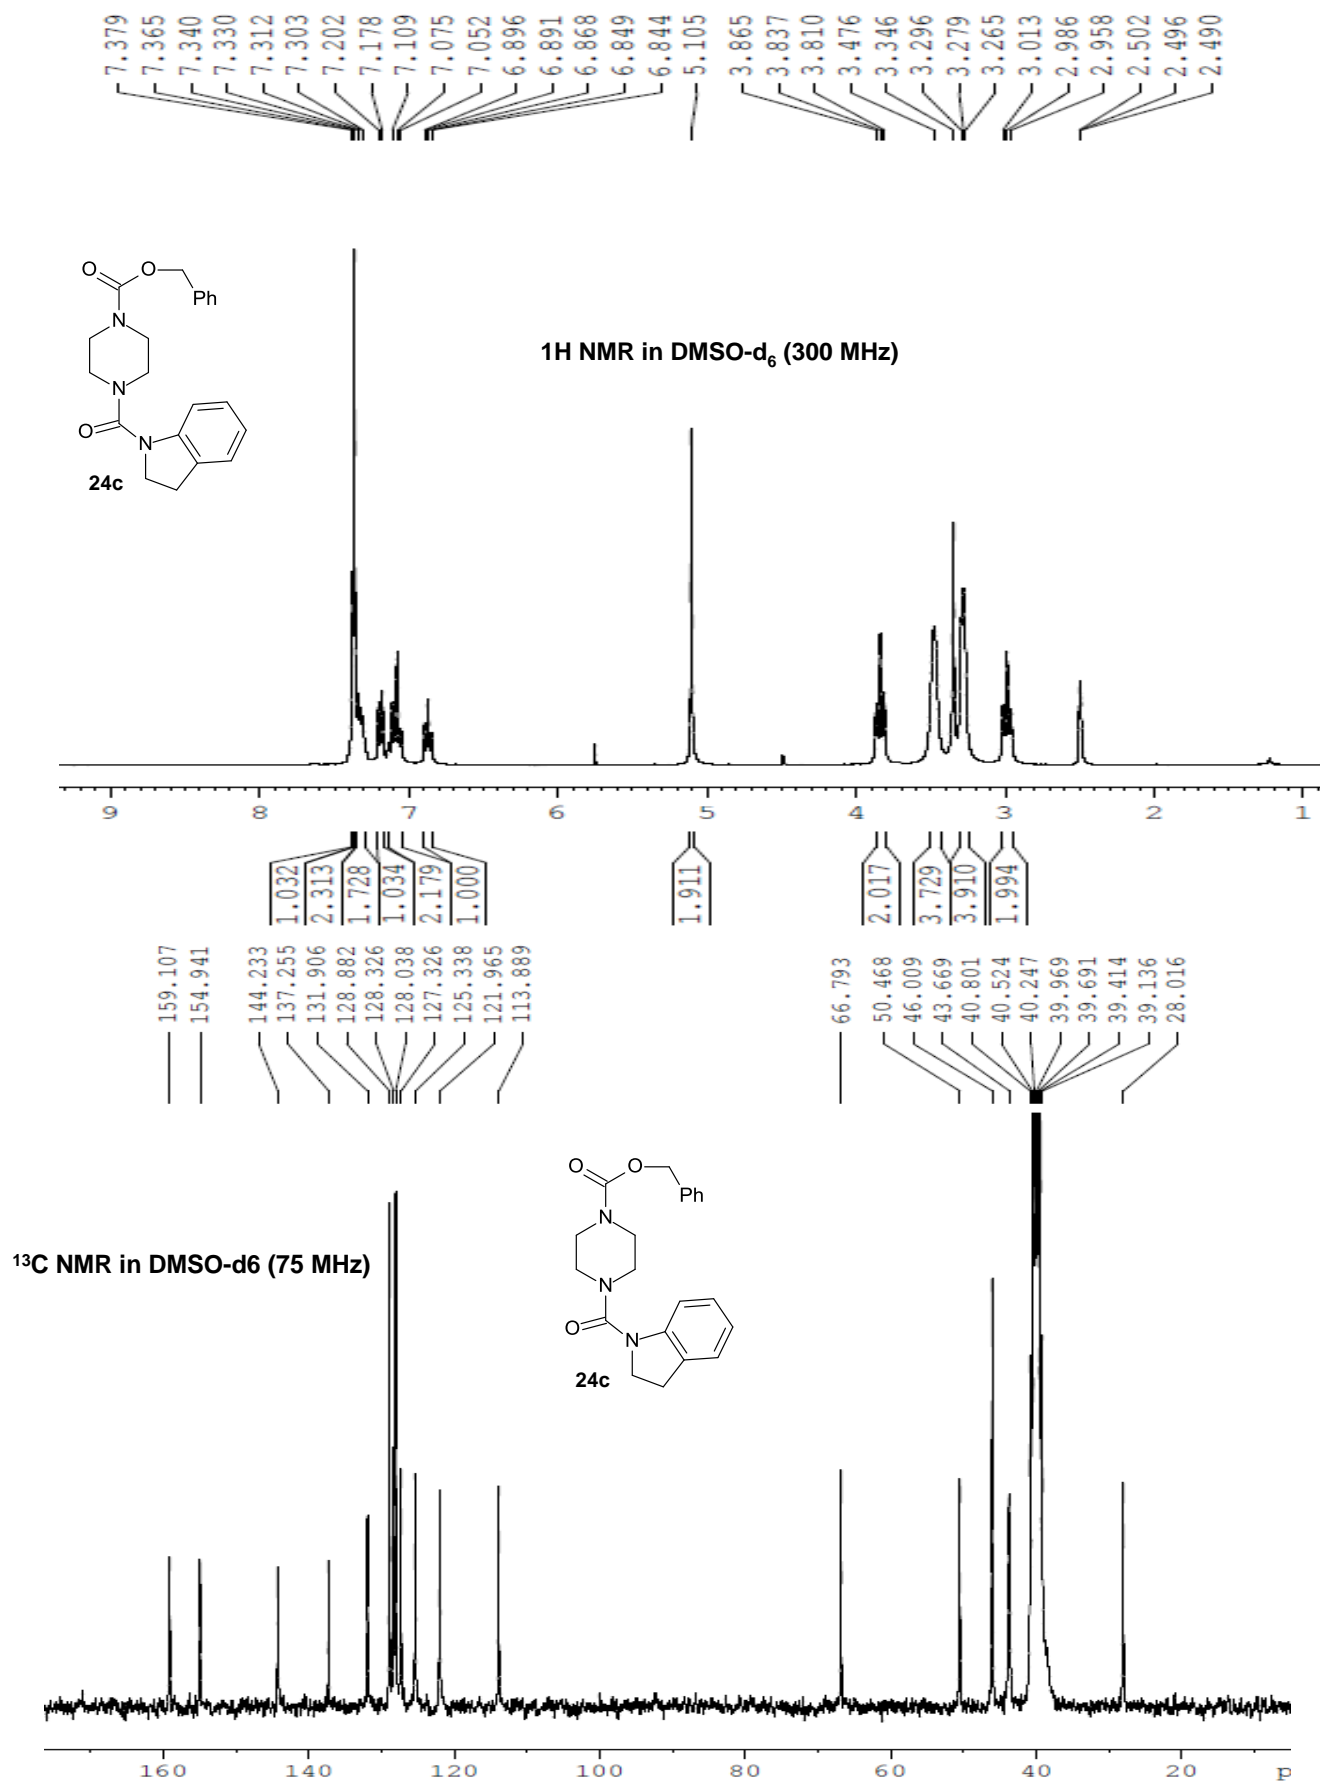 7.379 7.365 7.340 7.330 7.312 7.303 7.202 7.178 7.109 7.075 7.052 6.896 6.891 6.868 6.849 6.844 5.105 3.865 3.837 3.810 3.476 3.346 3.296 3.279 3.265 3.013 2.986 2.958 2.502 2.496 2.490
O O
Ph
N
1H NMR in DMSO-d6 (300 MHz)
N
O N
24c
9 8 7 6 5 4 3 2 1
1.032 2.313 1.728 1.034 2.179 1.000 1.911 2.017 3.729 3.910 1.994
159.107 154.941 144.233 137.255 131.906 128.882 128.326 128.038 127.326 125.338 121.965 113.889 66.793 50.468 46.009 43.669 40.801 40.524 40.247 39.969 39.691 39.414 39.136 28.016
O O
Ph
N
13C NMR in DMSO-d6 (75 MHz)
N
O N
24c
160 140 120 100 80 60 40 20 p